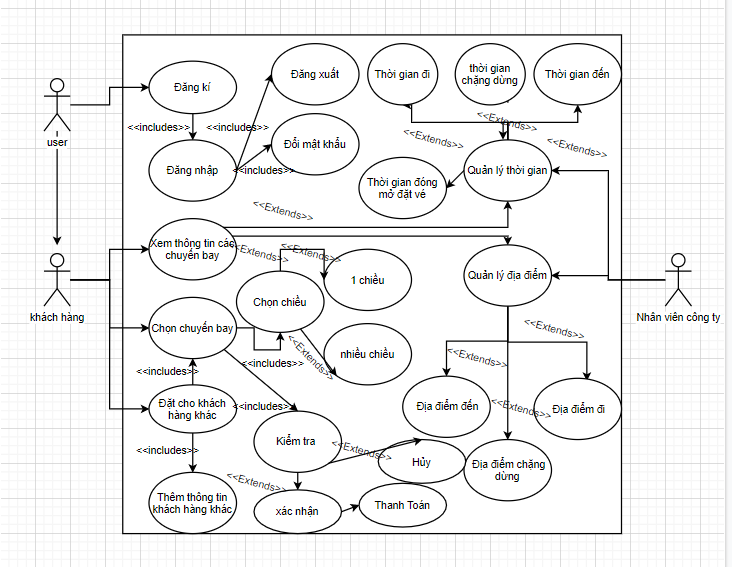 Đăng kí
Đăng xuất
Thời gian đi
thời gian
chặng dừng
Thời gian đến
<<includes>>
<<includes>>
<<Extends>>
<<Extends>>
<<Extends>>
user
Đăng nhập
<<includes>>
Đổi mật khẩu
Thời gian đóng
mở đặt vé
Quản lý thời gian
<<Extends>>
Xem thông tin các
chuyến bay
<<Extends>>
<<Extends>>
1 chiều
Quản lý địa điểm
khách hàng
Nhân viên công ty
Chọn chiều
Chọn chuyến bay
<<Extends>>
nhiều chiều
<<Extends>>
<<Extends>>
<<includes>>
<<includes>>
Đặt cho khách
hàng khác
<<includes>>
Địa điểm đến
<<Extends>>
Địa điểm đi
Kiểm tra
<<includes>>
<<Extends>>
Hủy
Địa điểm chặng
dừng
<<Extends>>
Thêm thông tin
khách hàng khác
xác nhận
Thanh Toán